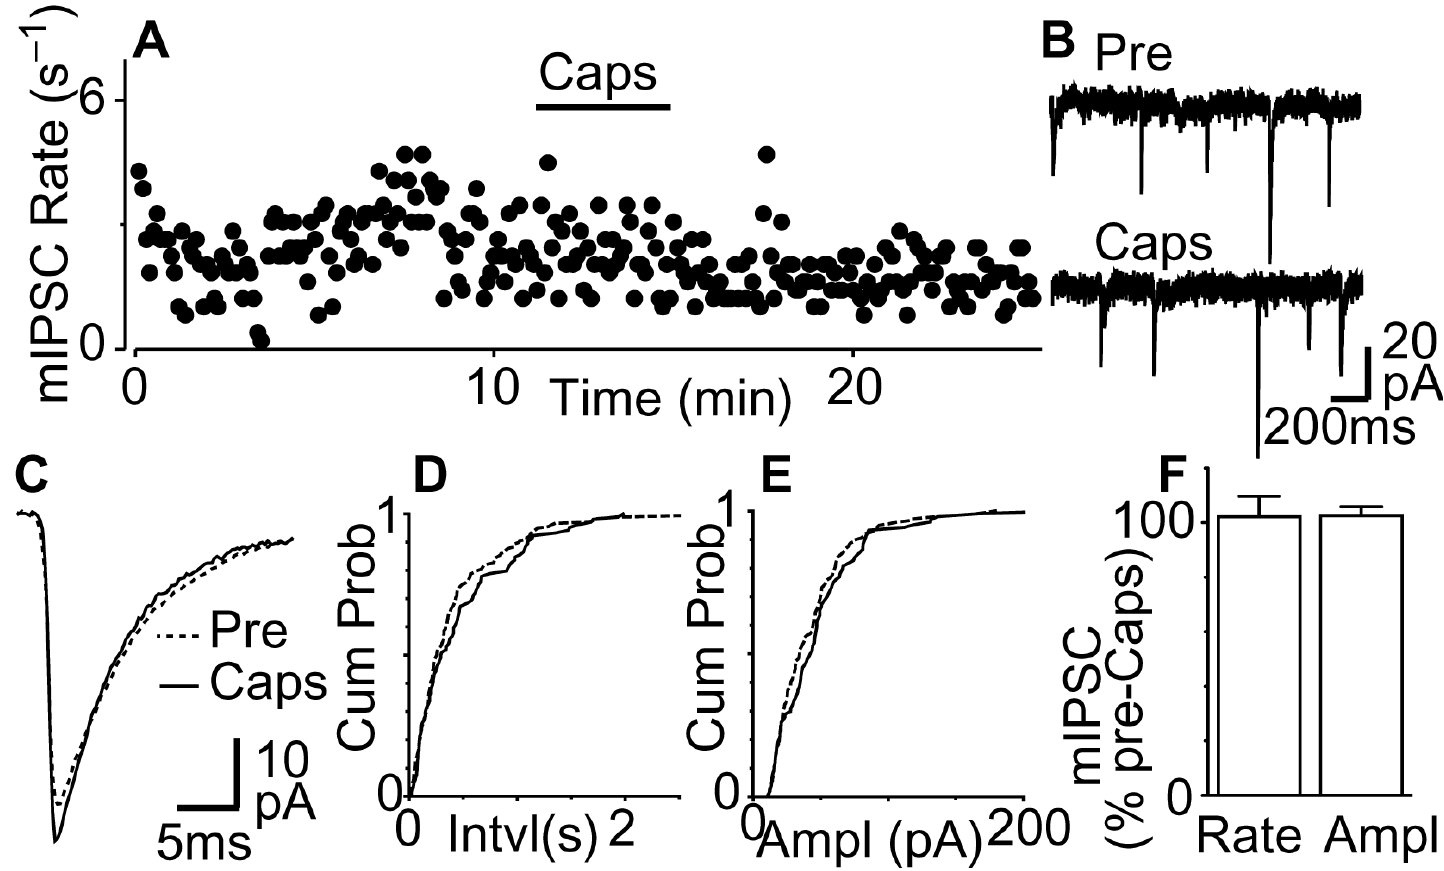 A
mIPSC Rate (s⁻¹)
6
0
Caps
0
10
20
Time (min)
B
Pre
Caps
20
pA
200ms
C
Pre
Caps
10
pA
5ms
D
Cum Prob
1
0
0
Intvl(s)
2
E
Cum Prob
1
0
0
Ampl (pA)
200
F
mIPSC
(% pre-Caps)
100
0
Rate
Ampl